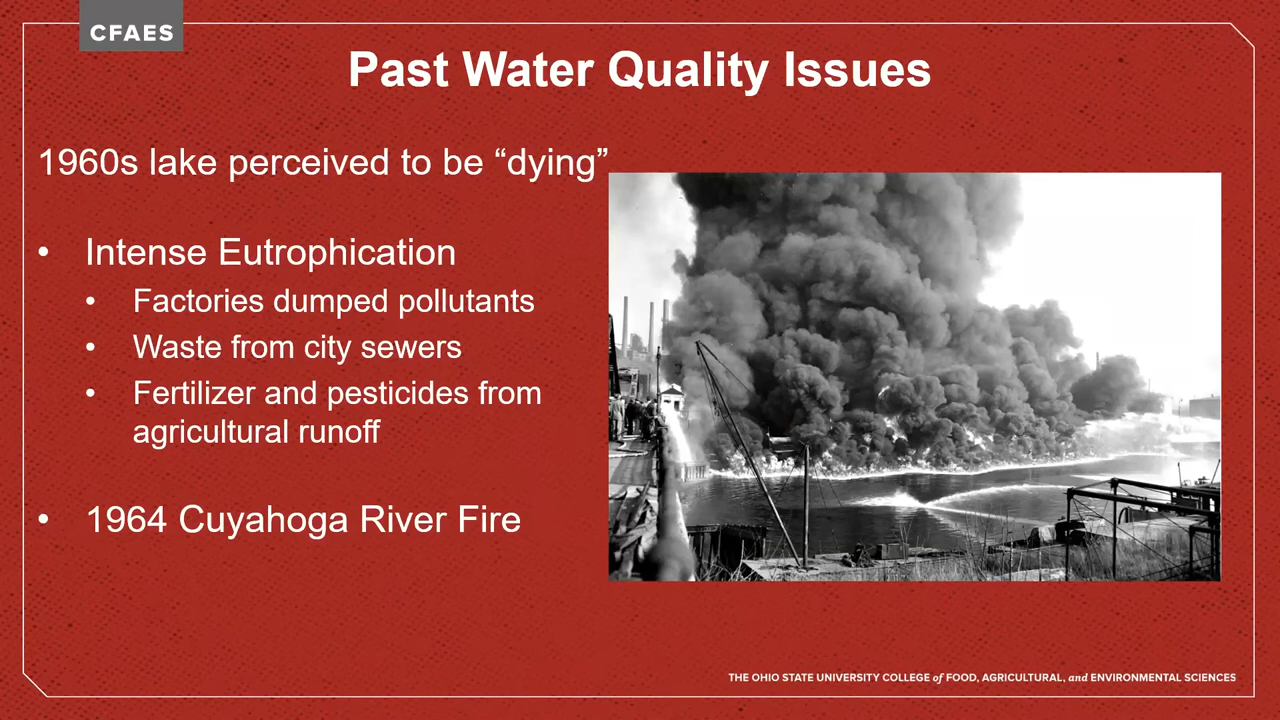 CFAES
Past Water Quality Issues
1960s lake perceived to be “dying”
• Intense Eutrophication
• Factories dumped pollutants
• Waste from city sewers
• Fertilizer and pesticides from
agricultural runoff
• 1964 Cuyahoga River Fire
THE OHIO STATE UNIVERSITY COLLEGE of FOOD, AGRICULTURAL, and ENVIRONMENTAL SCIENCES